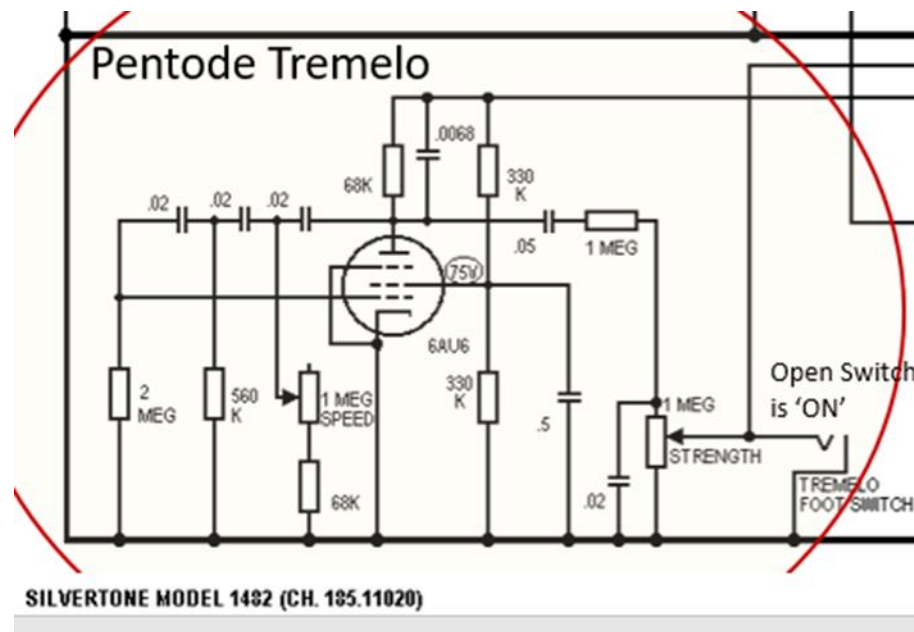 Pentode Tremelo
.0068
68K
330
K
.02
.02
.02
.05
1 MEG
75V
6AU6
2
MEG
560
K
1 MEG
SPEED
330
K
.5
1 MEG
STRENGTH
Open Switch
is ‘ON’
68K
.02
TREMELO
FOOT SWITCH
SILVERTONE MODEL 1482 (CH. 185.11020)